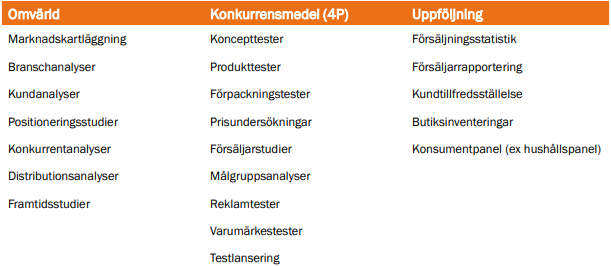 Omvärld Konkurrensmedel (4P) Uppföljning
Marknadskartläggning Koncepttester Försäljningsstatistik
Branschanalyser Produkttester Försäljarrapportering
Kundanalyser Förpackningstester Kundtillfredsställelse
Positioneringsstudier Prisundersökningar Butiksinventeringar
Konkurrentanalyser Försäljarstudier Konsumentpanel (ex hushållspanel)
Distributionsanalyser Målgruppsanalyser
Framtidsstudier Reklamtester
Varumärkestester
Testlansering